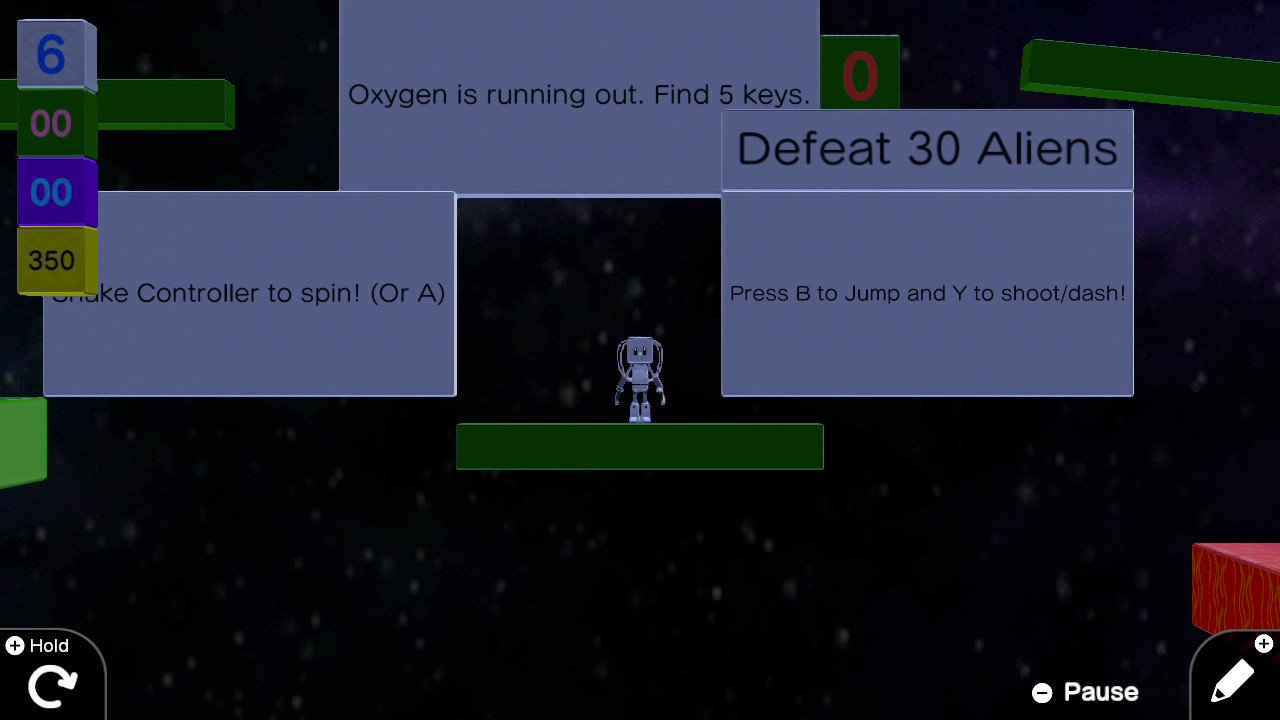 6
00
00
350
Oxygen is running out. Find 5 keys.
0
Defeat 30 Aliens
Shake Controller to spin! (Or A)
Press B to Jump and Y to shoot/dash!
Hold
Pause